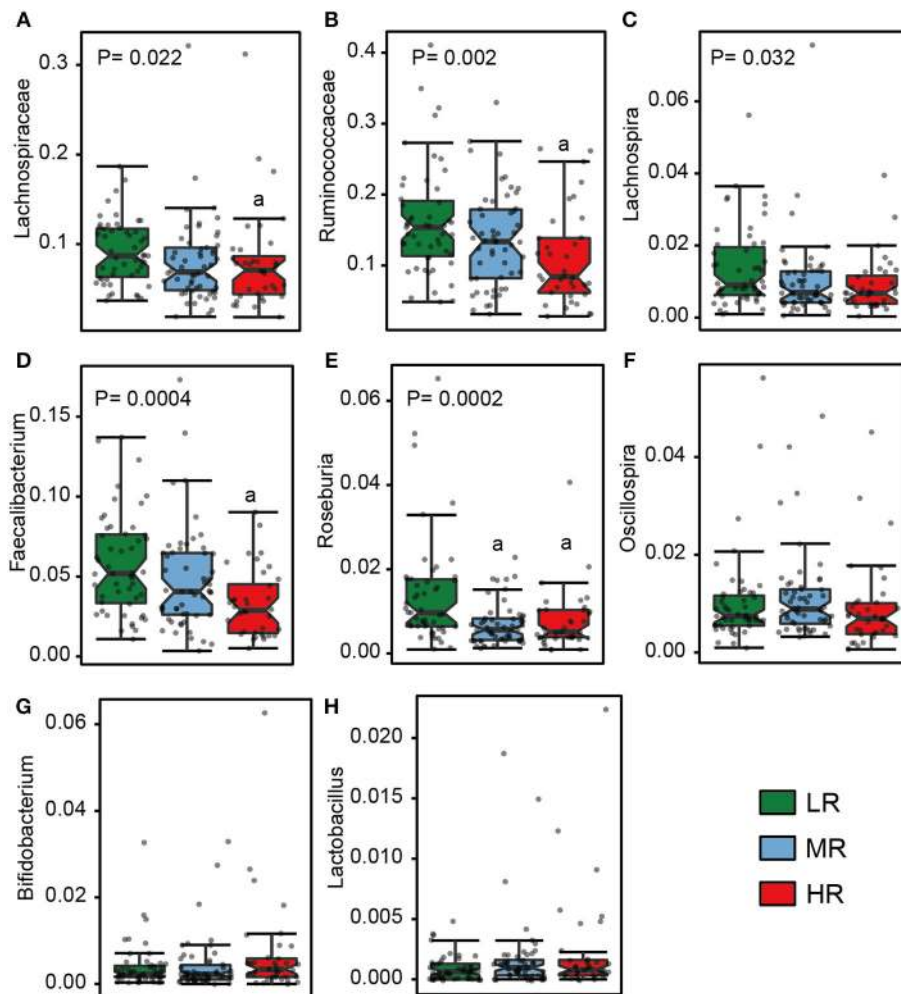 A
P= 0.022
Lachnospiraceae
0.3
0.2
0.1
a
B
P= 0.002
Ruminoccaceae
0.4
0.3
0.2
0.1
a
C
P= 0.032
Lachnospira
0.06
0.04
0.02
0.00
D
P= 0.0004
Faecalibacterium
0.15
0.10
0.05
0.00
a
E
P= 0.0002
Roseburia
0.06
0.04
0.02
0.00
a
a
F
Oscillospira
0.04
0.02
0.00
G
Bifidobacterium
0.06
0.04
0.02
0.00
H
Lactobacillus
0.020
0.015
0.010
0.005
0.000
LR
MR
HR